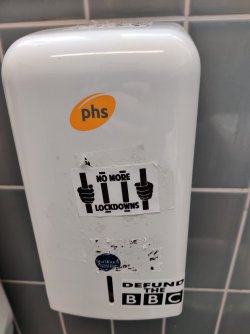 phs
NO MORE
LOCKDOWNS
DEFUND
THE
BBC